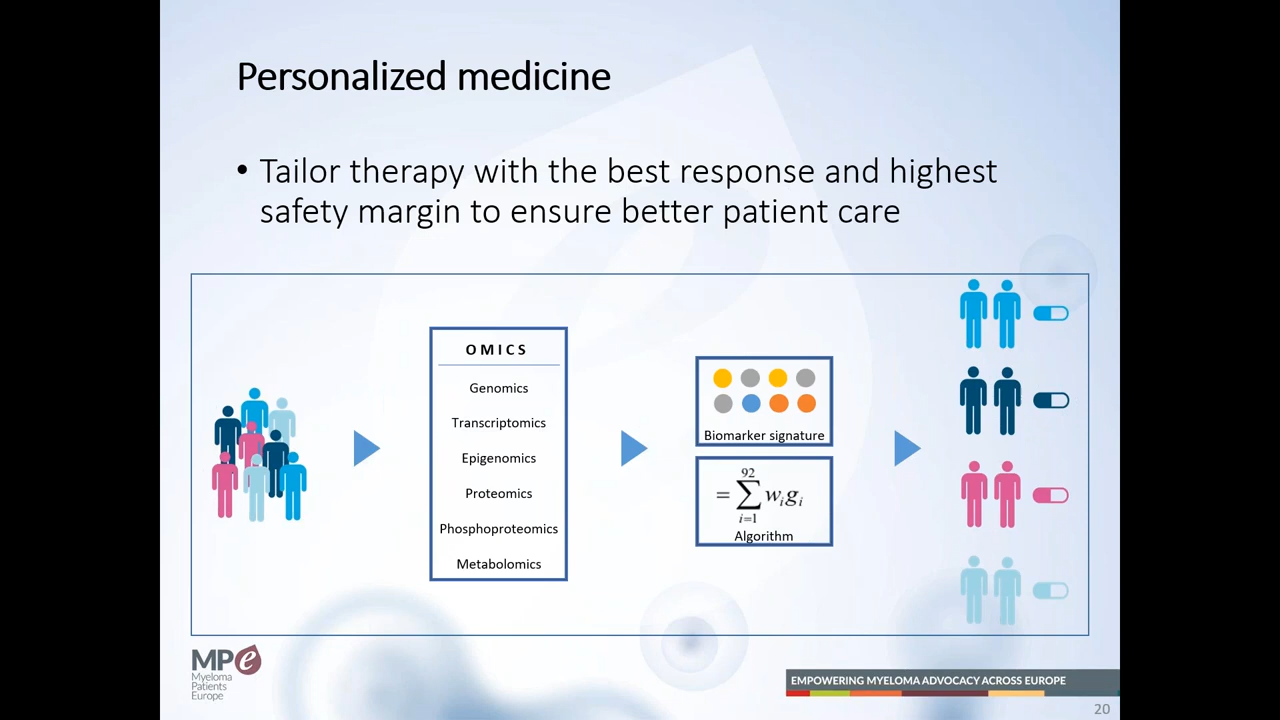 Personalized medicine
• Tailor therapy with the best response and highest
safety margin to ensure better patient care
OMICS
Genomics
Transcriptomics
Epigenomics
Proteomics
Phosphoproteomics
Metabolomics
Biomarker signature
92
= ∑ wᵢgᵢ
i=1
Algorithm
MPe
Myeloma
Patients
Europe
EMPOWERING MYELOMA ADVOCACY ACROSS EUROPE
20